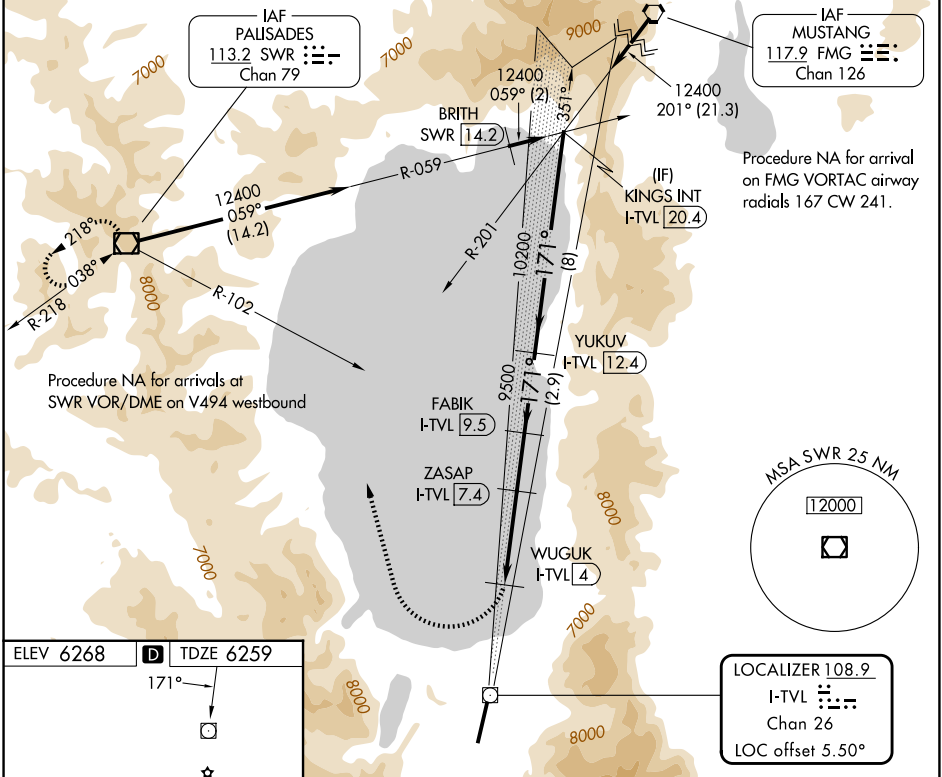 IAF
PALISADES
113.2 SWR
Chan 79
IAF
MUSTANG
117.9 FMG
Chan 126
7000
7000
9000
12400
059° (2)
351°
12400
201° (21.3)
BRITH
SWR 14.2
R-059
(IF)
KINGS INT
I-TVL 20.4
Procedure NA for arrival
on FMG VORTAC airway
radials 167 CW 241.
12400
059°
(14.2)
R-201
218°
038°
R-218
8000
R-102
10200
171°
(8)
YUKUV
I-TVL 12.4
Procedure NA for arrivals at
SWR VOR/DME on V494 westbound
9500
171°
(2.9)
FABIK
I-TVL 9.5
ZASAP
I-TVL 7.4
8000
MSA SWR 25 NM
12000
7000
WUGUK
I-TVL 4
7000
ELEV 6268 D TDZE 6259
171°
8000
8000
LOCALIZER 108.9
I-TVL
Chan 26
LOC offset 5.50°